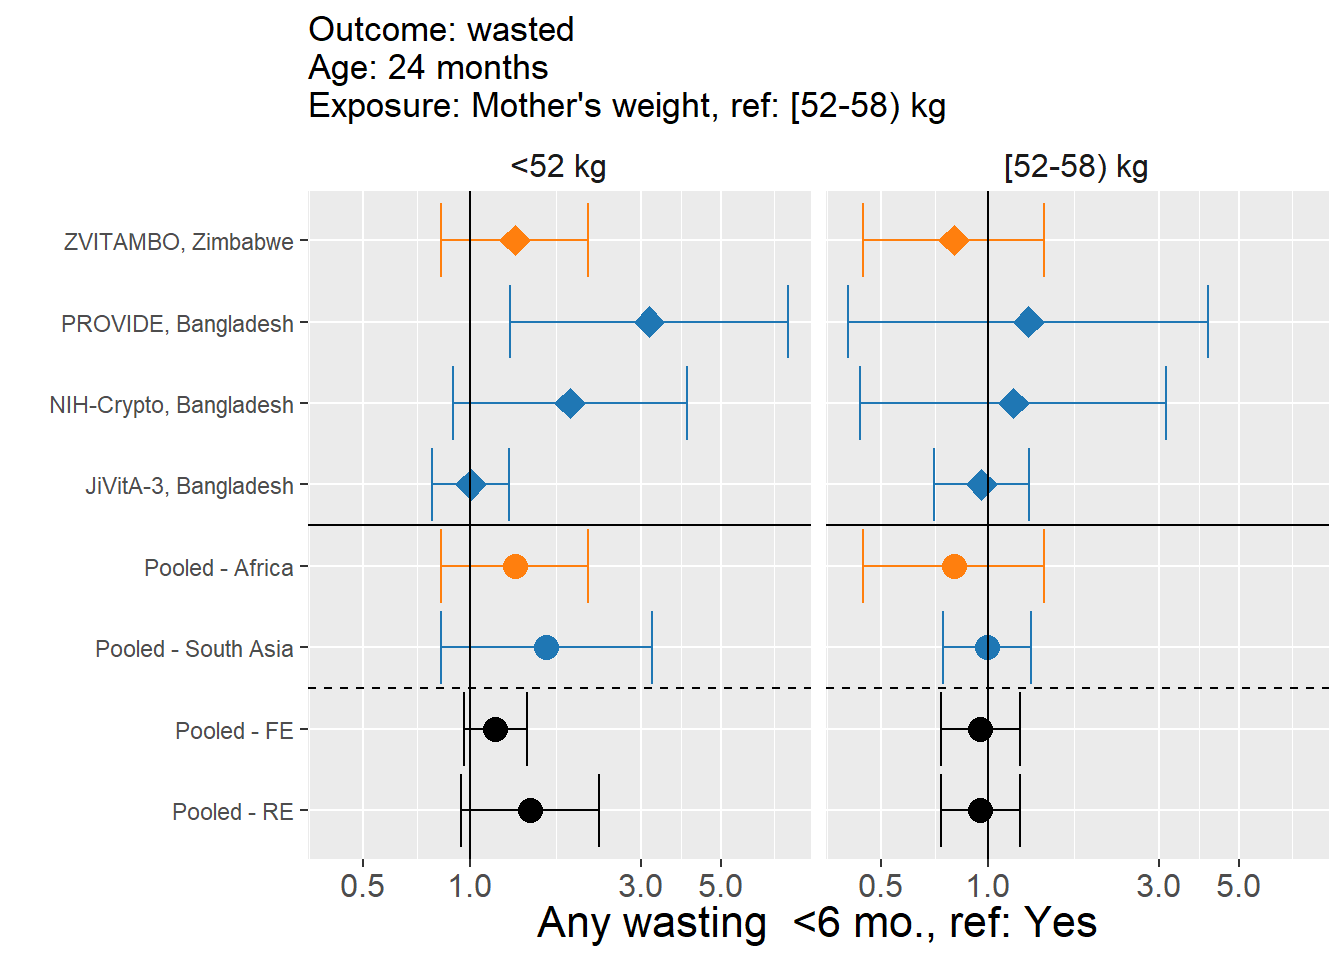 Outcome: wasted
Age: 24 months
Exposure: Mother's weight, ref: [52-58) kg
<52 kg
[52-58) kg
ZVITAMBO, Zimbabwe
PROVIDE, Bangladesh
NIH-Crypto, Bangladesh
JiVitA-3, Bangladesh
Pooled - Africa
Pooled - South Asia
Pooled - FE
Pooled - RE
0.5 1.0 3.0 5.0 0.5 1.0 3.0 5.0
Any wasting  <6 mo., ref: Yes